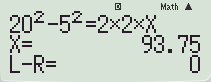 Math ▲
20²-5²=2×2×X
X= 93.75
L-R= 0